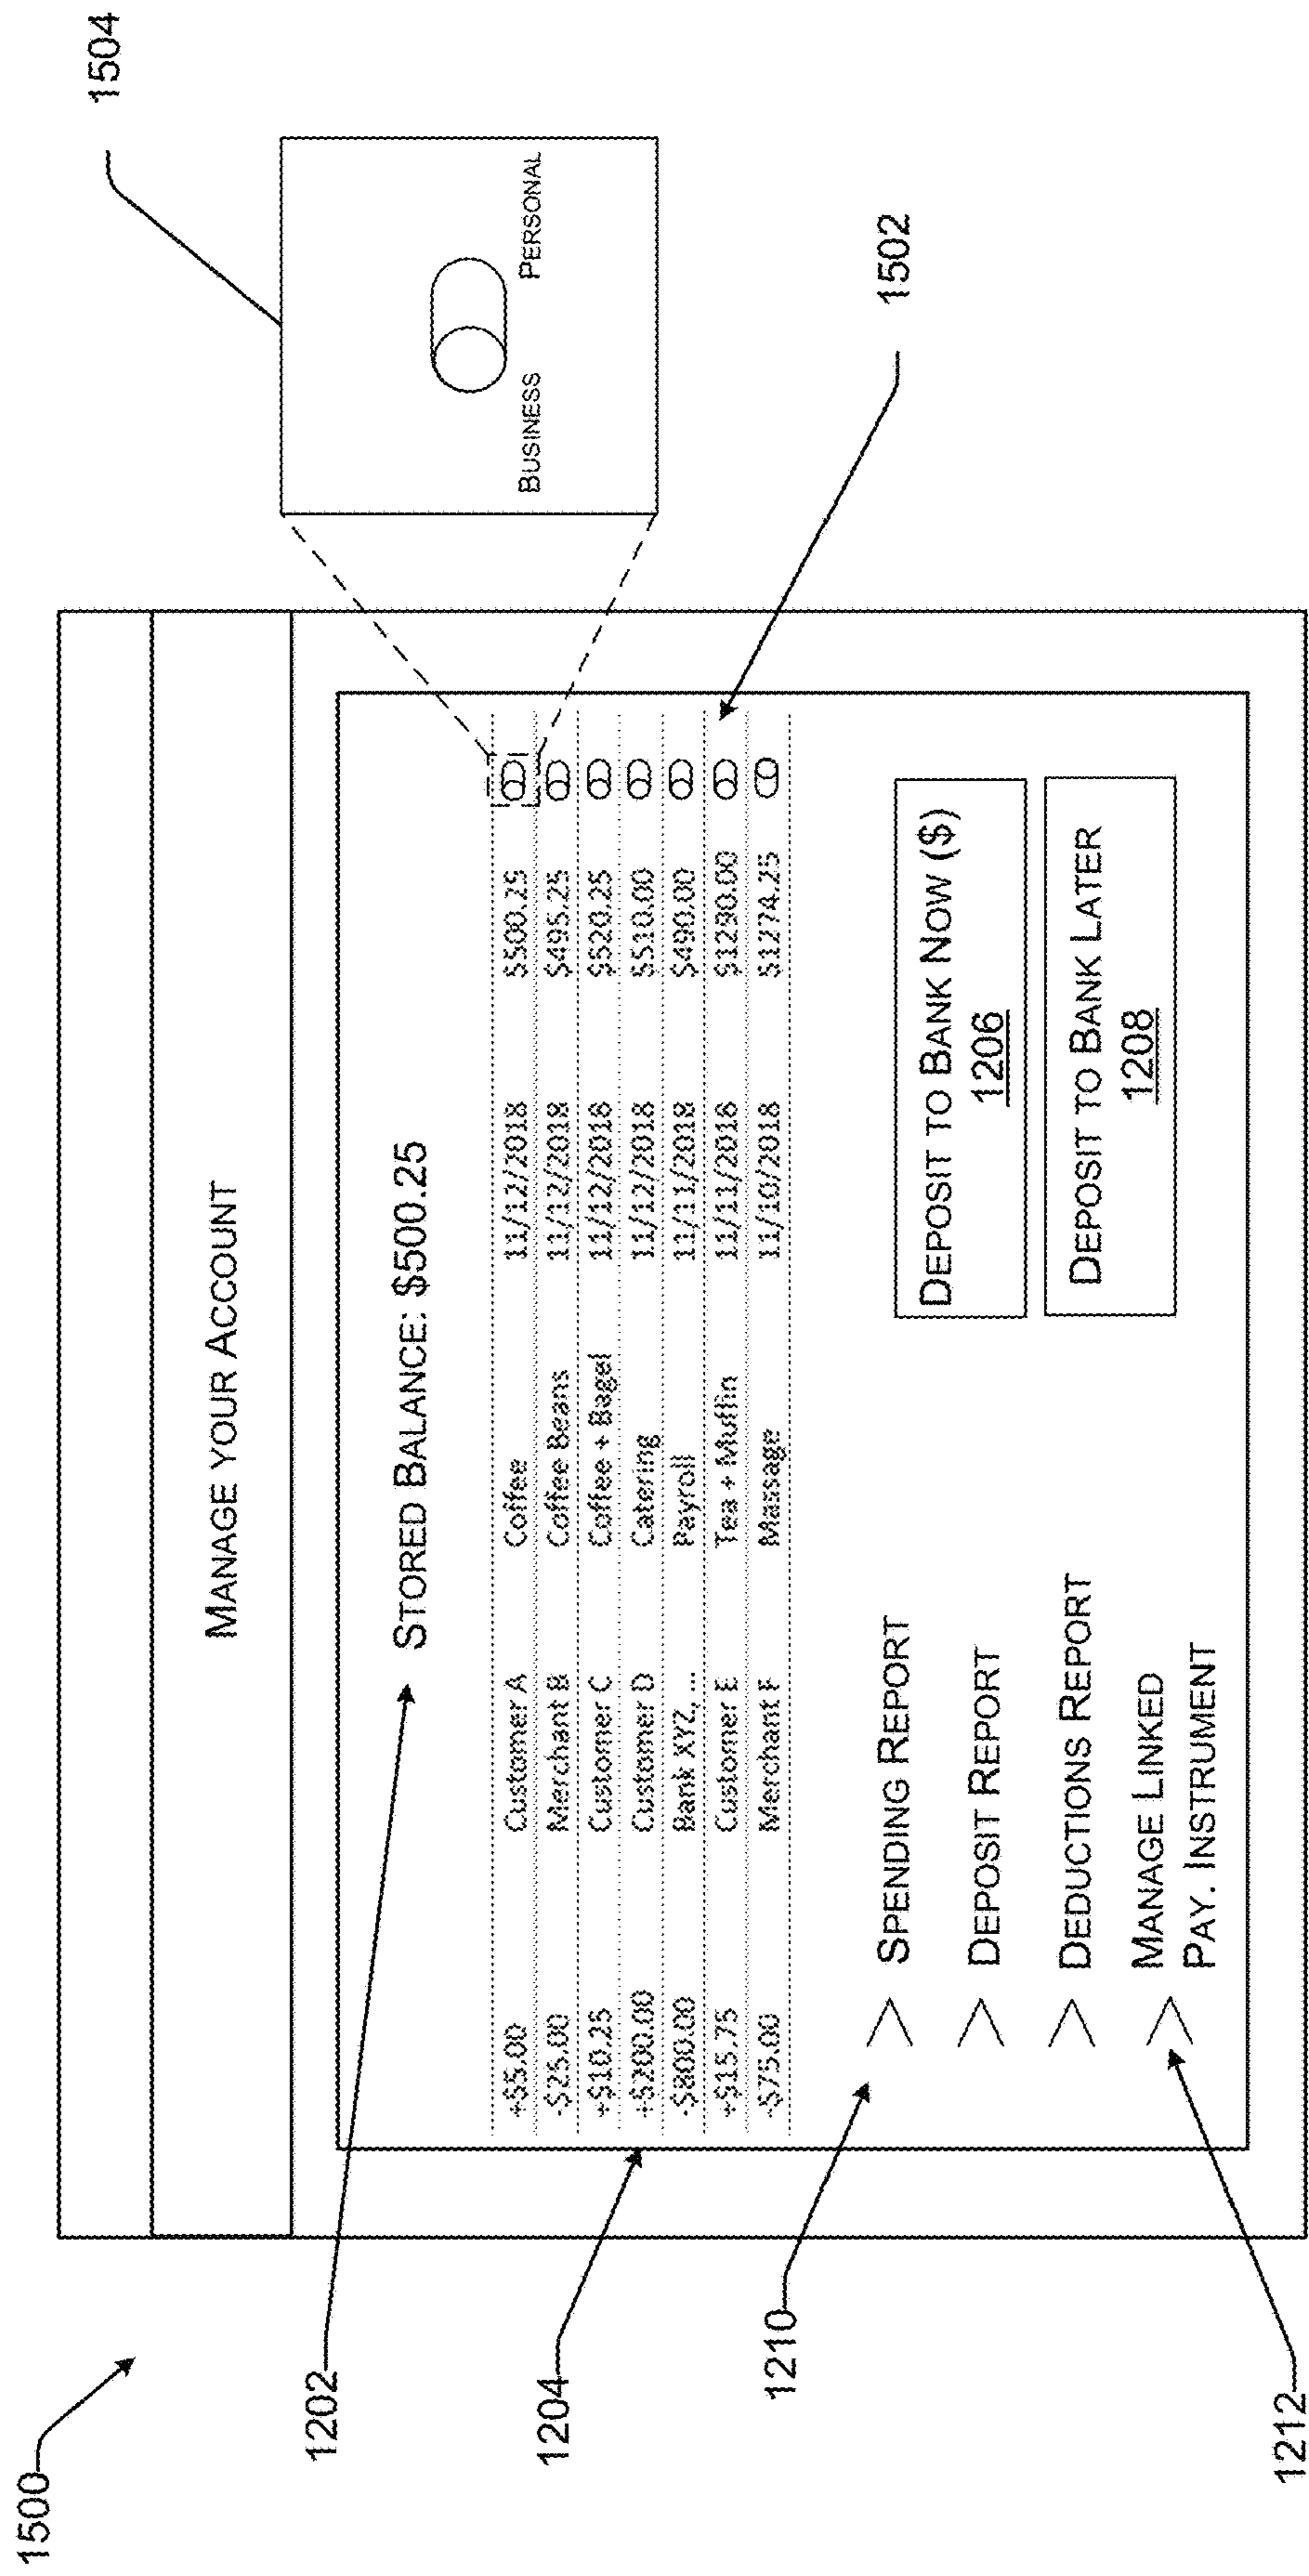 1500
MANAGE YOUR ACCOUNT
1202
STORED BALANCE: $500.25
1204
+$5.00 Customer A Coffee 11/12/2018 $500.25
-$25.00 Merchant B Coffee Beans 11/12/2018 $495.25
+$10.25 Customer C Coffee + Bagel 11/12/2018 $520.25
+$200.00 Customer D Catering 11/12/2018 $510.00
-$800.00 Bank XYZ, ... Payroll 11/11/2018 $490.00
+$15.75 Customer E Tea + Muffin 11/11/2018 $1290.00
-$75.00 Merchant F Massage 11/10/2018 $1274.25
1504
BUSINESS PERSONAL
1502
1210
SPENDING REPORT
DEPOSIT REPORT
DEDUCTIONS REPORT
MANAGE LINKED
PAY. INSTRUMENT
1212
DEPOSIT TO BANK NOW ($)
1206
DEPOSIT TO BANK LATER
1208